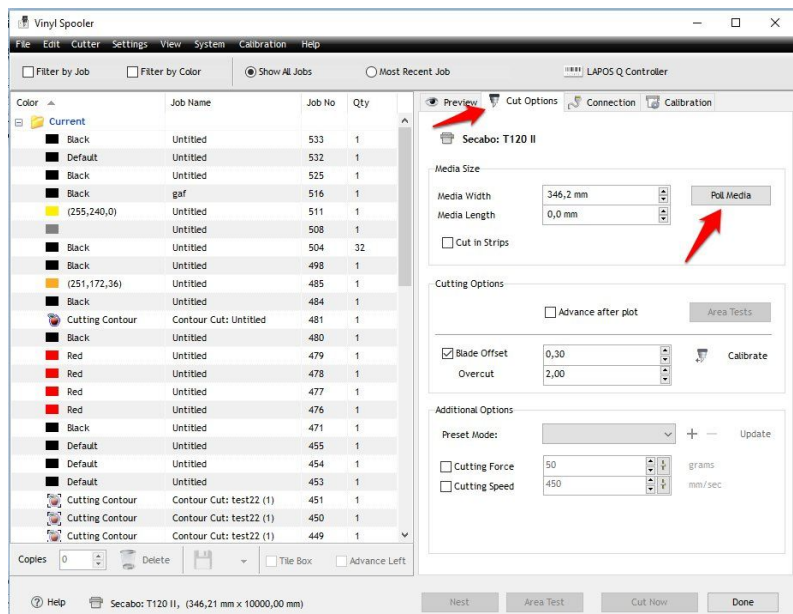 Vinyl Spooler
File Edit Cutter Settings View System Calibration Help
Filter by Job Filter by Color Show All Jobs Most Recent Job LAPOS Q Controller
Color Job Name Job No Qty
Current
Black Untitled 533 1
Default Untitled 532 1
Black Untitled 525 1
Black gaf 516 1
(255,240,0) Untitled 511 1
Untitled 508 1
Black Untitled 504 32
Black Untitled 498 1
(251,172,36) Untitled 485 1
Black Untitled 484 1
Cutting Contour Contour Cut: Untitled 481 1
Black Untitled 480 1
Red Untitled 479 1
Red Untitled 478 1
Red Untitled 477 1
Red Untitled 476 1
Black Untitled 471 1
Default Untitled 455 1
Default Untitled 454 1
Default Untitled 453 1
Cutting Contour Contour Cut: test22 (1) 451 1
Cutting Contour Contour Cut: test22 (1) 450 1
Cutting Contour Contour Cut: test22 (1) 449 1
Copies 0 Delete Tile Box Advance Left
Preview Cut Options Connection Calibration
Secabo: T120 II
Media Size
Media Width 346,2 mm Poll Media
Media Length 0,0 mm
Cut in Strips
Cutting Options
Advance after plot Area Tests
Blade Offset 0,30 Calibrate
Overcut 2,00
Additional Options
Preset Mode: Update
Cutting Force 50 grams
Cutting Speed 450 mm/sec
Help Secabo: T120 II, (346,21 mm x 10000,00 mm) Nest Area Test Cut Now Done